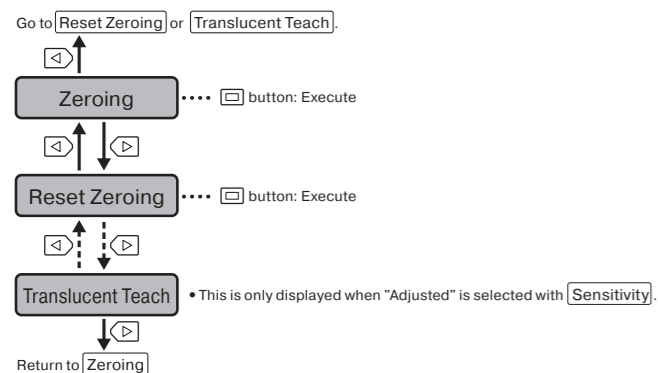 Go to Reset Zeroing or Translucent Teach.
Zeroing
button: Execute
Reset Zeroing
button: Execute
Translucent Teach
• This is only displayed when "Adjusted" is selected with Sensitivity.
Return to Zeroing